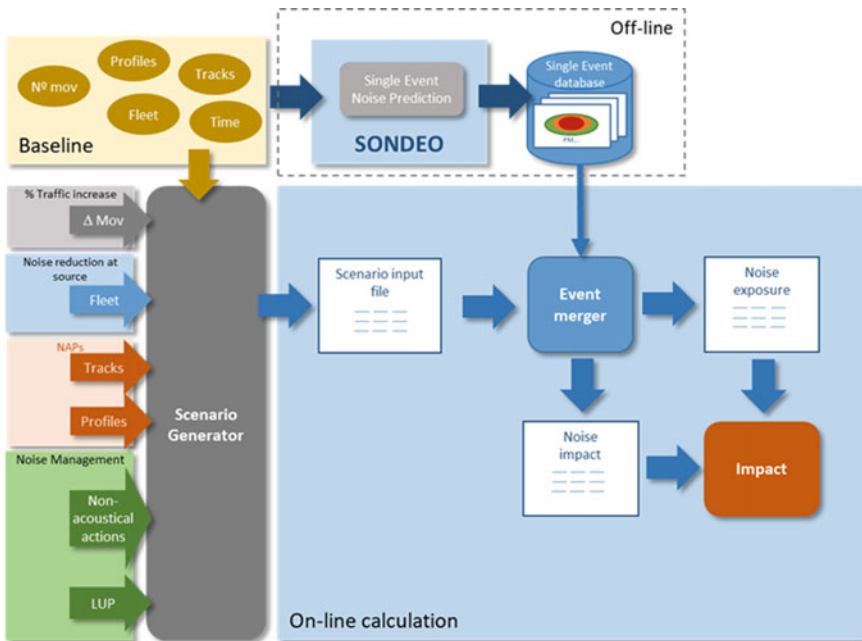 Off-line
Profiles
Tracks
Nº mov
Fleet
Time
Baseline
Single Event
Noise Prediction
SONDEO
Single Event
database
% Traffic increase
Δ Mov
Noise reduction at
source
Fleet
NAPs
Tracks
Profiles
Noise Management
Non-
acoustical
actions
LUP
Scenario
Generator
Scenario input
file
Event
merger
Noise
exposure
Noise
impact
Impact
On-line calculation